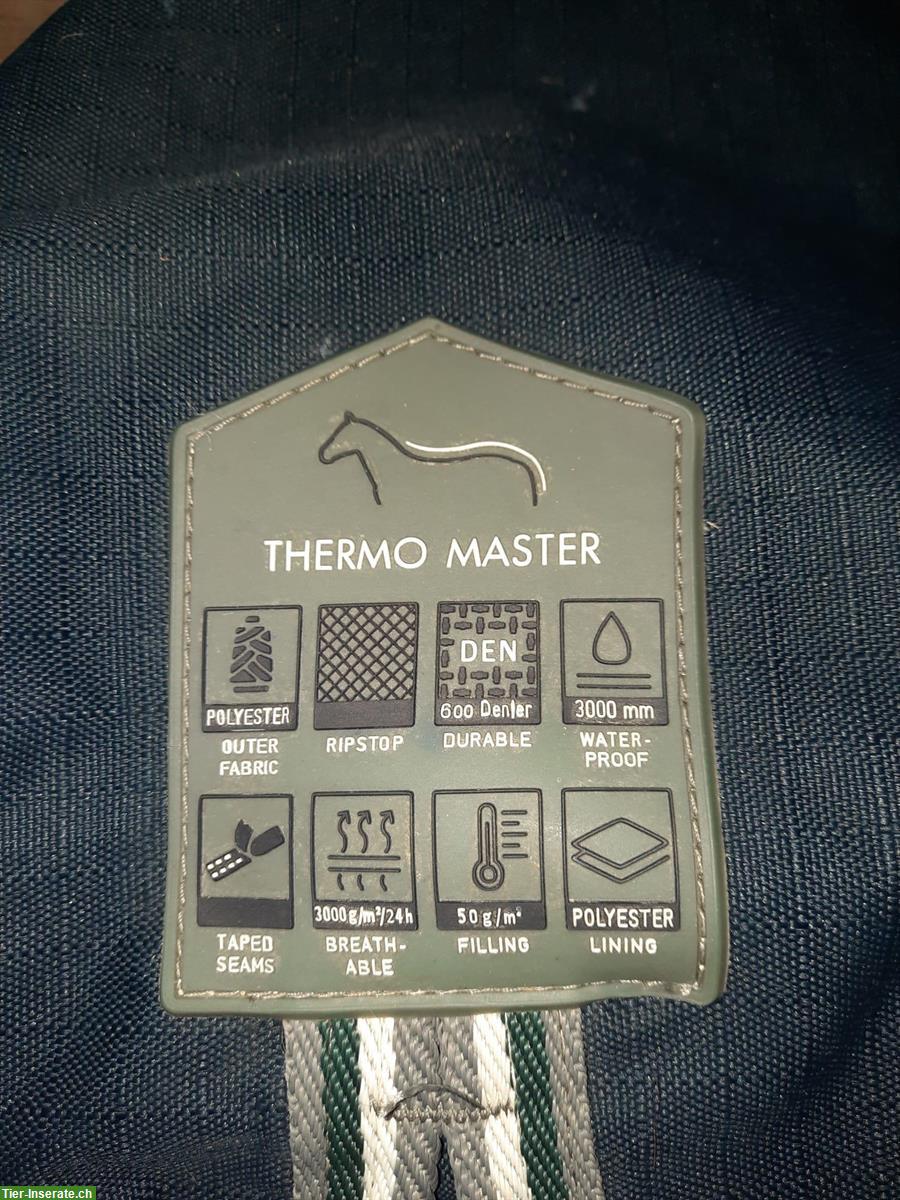 THERMO MASTER
DEN
POLYESTER
600 Denier
3000 mm
OUTER
FABRIC
RIPSTOP
DURABLE
WATER-
PROOF
3000g/m²/24h
50g/m²
POLYESTER
TAPED
SEAMS
BREATH-
ABLE
FILLING
LINING
Tier-Inserate.ch